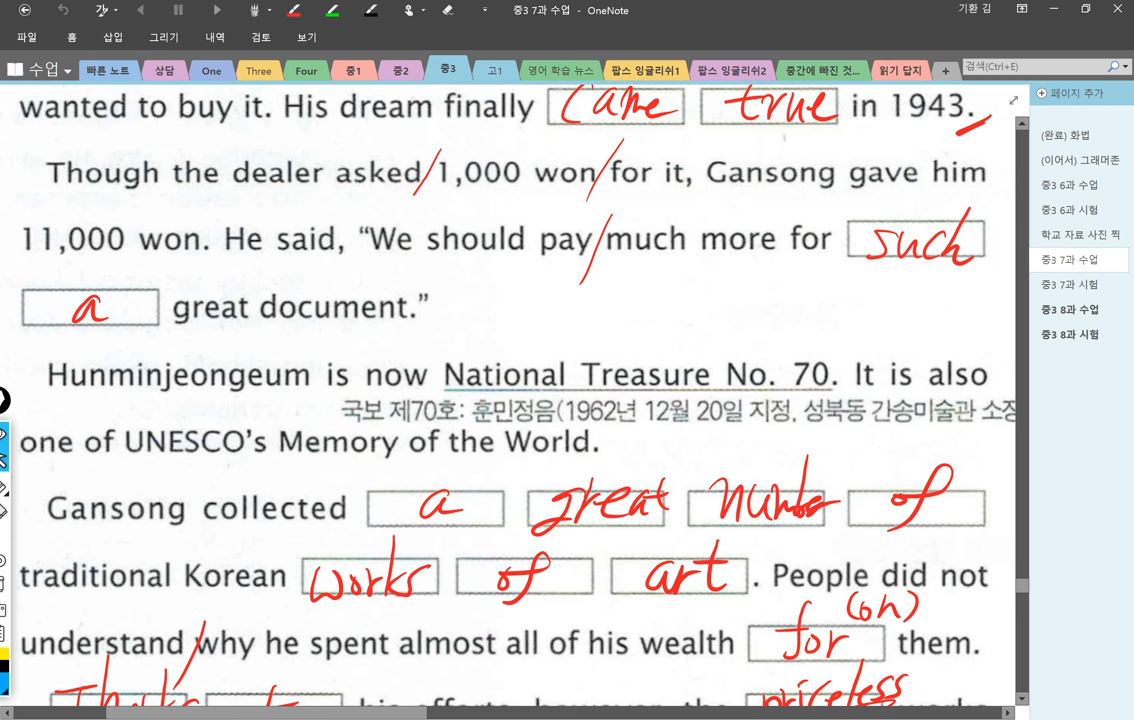 중3 7과 수업 - OneNote
기환 김
파일 홈 삽입 그리기 내역 검토 보기
수업 빠른 노트 상담 One Three Four 중1 중2 중3 고1 영어 학습 뉴스 팝스 잉글리쉬1 팝스 잉글리쉬2 중간에 빠진 것... 읽기 답지 + 검색(Ctrl+E)
페이지 추가
(완료) 화법
(이어서) 그래머존
중3 6과 수업
중3 6과 시험
학교 자료 사진 찍
중3 7과 수업
중3 7과 시험
중3 8과 수업
중3 8과 시험
wanted to buy it. His dream finally came true in 1943.
Though the dealer asked/1,000 won/for it, Gansong gave him
11,000 won. He said, “We should pay/much more for such
a great document.”
Hunminjeongeum is now National Treasure No. 70. It is also
국보 제70호: 훈민정음(1962년 12월 20일 지정, 성북동 간송미술관 소장
one of UNESCO’s Memory of the World.
Gansong collected a great number of
traditional Korean works of art. People did not
(on)
understand/why he spent almost all of his wealth for them.
Thanks his efforts, however, the priceless works